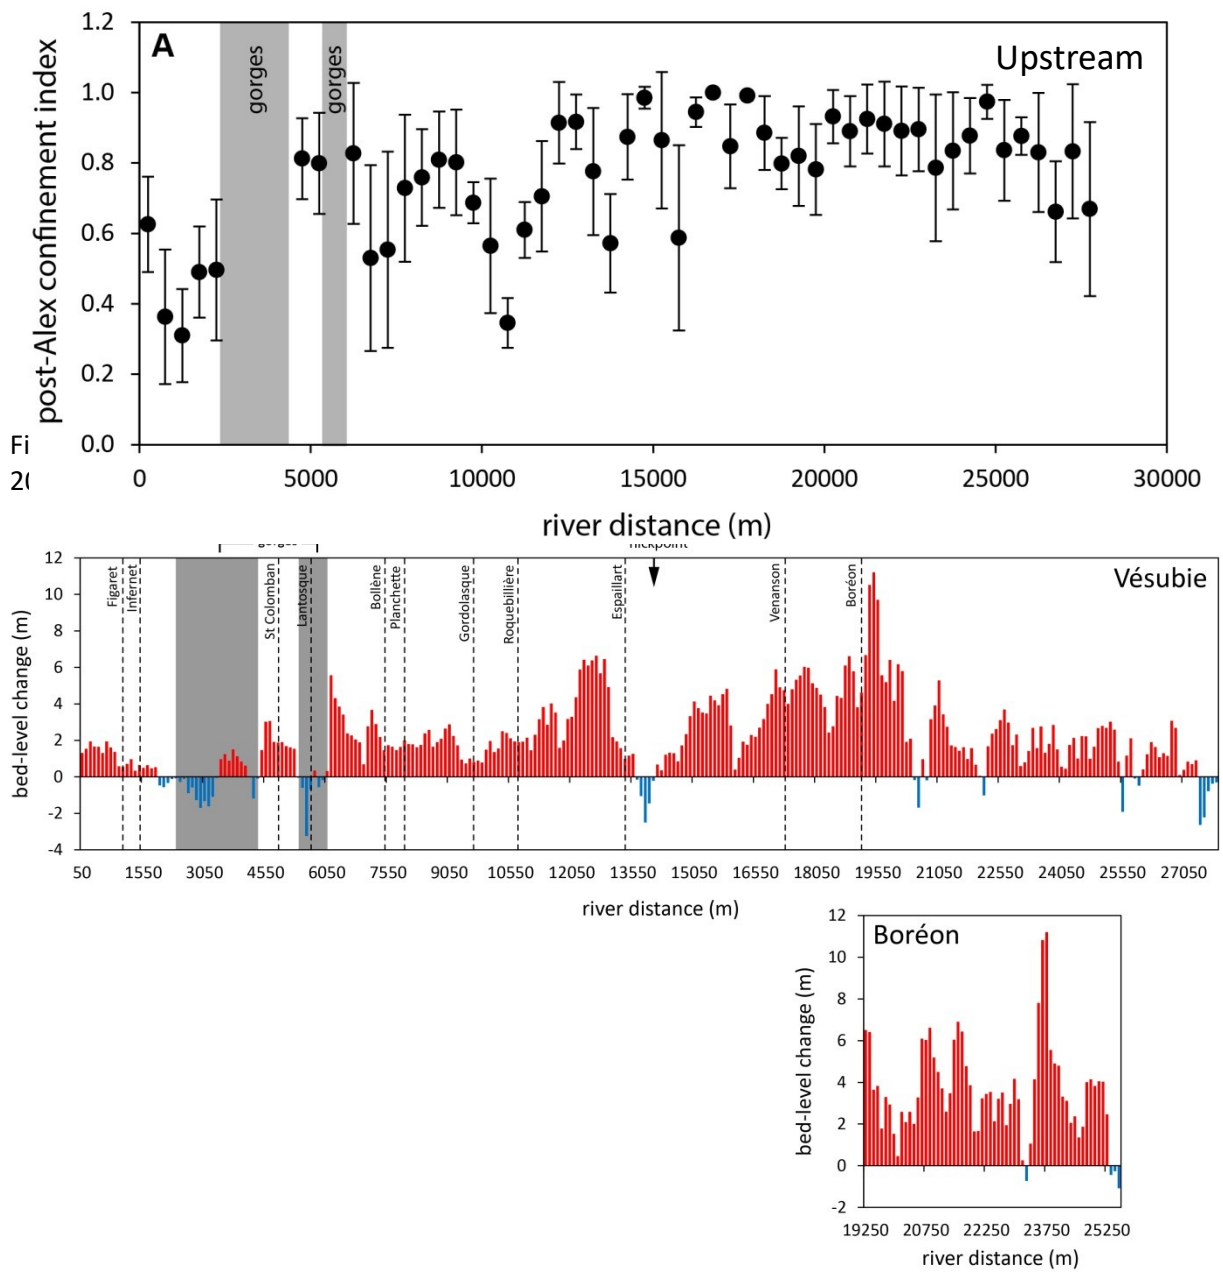 A
Upstream
gorges
gorges
post-Alex confinement index
1.2
1.0
0.8
0.6
0.4
0.2
0.0
0 5000 10000 15000 20000 25000 30000
river distance (m)
Fi
20
Vésubie
Figaret
Infernet
St Colomban
Lantosque
Bollène
Planchette
Gordolasque
Roquebillière
Espaillart
Venanson
Boréon
bed-level change (m)
12
10
8
6
4
2
0
-2
-4
50 1550 3050 4550 6050 7550 9050 10550 12050 13550 15050 16550 18050 19550 21050 22550 24050 25550 27050
river distance (m)
Boréon
bed-level change (m)
12
10
8
6
4
2
0
-2
19250 20750 22250 23750 25250
river distance (m)